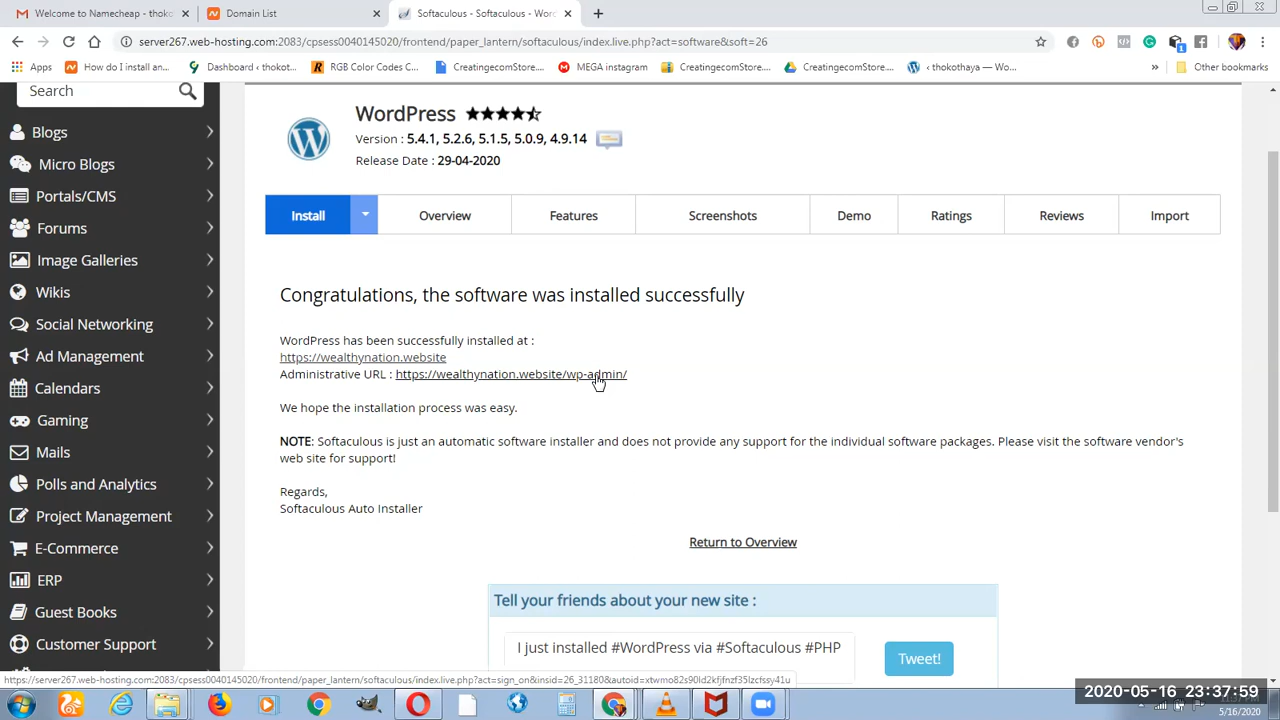 Welcome to Namecheap - thoko
Domain List
Softaculous - Softaculous - Wor
server267.web-hosting.com:2083/cpsess0040145020/frontend/paper_lantern/softaculous/index.live.php?act=software&soft=26
Apps
How do I install an...
Dashboard ‹ thokot...
RGB Color Codes C...
CreatingecomStore....
MEGA instagram
CreatingecomStore....
CreatingecomStore....
‹ thokothaya — Wo...
»
Other bookmarks
Search
WordPress
Version : 5.4.1, 5.2.6, 5.1.5, 5.0.9, 4.9.14
Release Date : 29-04-2020
Install
Overview
Features
Screenshots
Demo
Ratings
Reviews
Import
Blogs
Micro Blogs
Portals/CMS
Forums
Image Galleries
Wikis
Social Networking
Ad Management
Calendars
Gaming
Mails
Polls and Analytics
Project Management
E-Commerce
ERP
Guest Books
Customer Support
Congratulations, the software was installed successfully
WordPress has been successfully installed at :
https://wealthynation.website
Administrative URL : https://wealthynation.website/wp-admin/
We hope the installation process was easy.
NOTE: Softaculous is just an automatic software installer and does not provide any support for the individual software packages. Please visit the software vendor's
web site for support!
Regards,
Softaculous Auto Installer
Return to Overview
Tell your friends about your new site :
I just installed #WordPress via #Softaculous #PHP
Tweet!
2020-05-16 23:37:59
5/16/2020